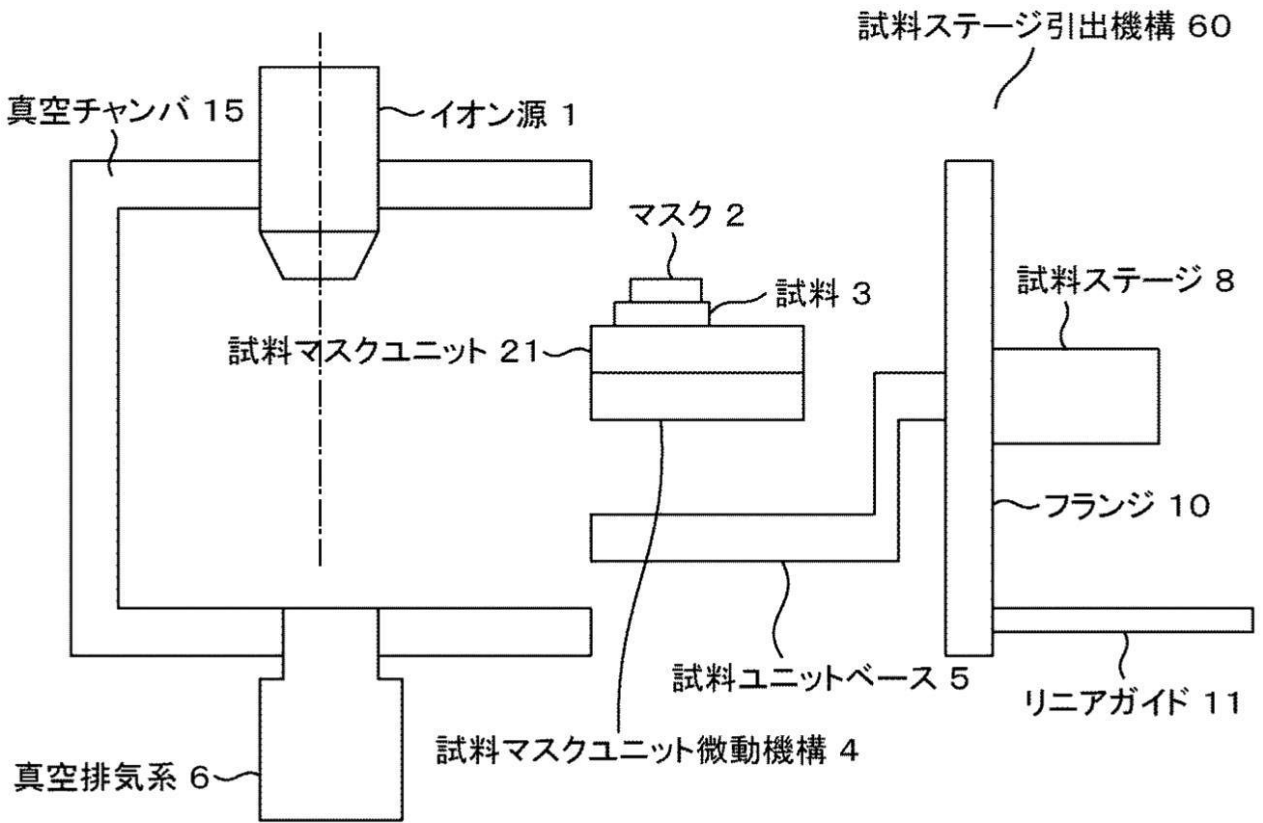 試料ステージ引出機構 60
真空チャンバ 15
イオン源 1
マスク 2
試料 3
試料ステージ 8
試料マスクユニット 21
フランジ 10
試料ユニットベース 5
リニアガイド 11
試料マスクユニット微動機構 4
真空排気系 6